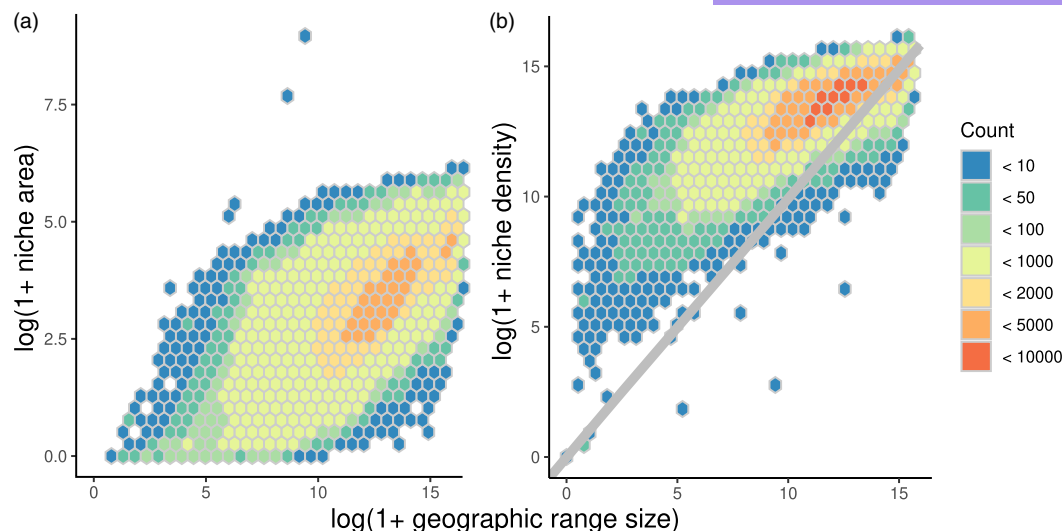 (a)
log(1+ niche area)
7.5
5.0
2.5
0.0
0 5 10 15
(b)
log(1+ niche density)
15
10
5
0
0 5 10 15
log(1+ geographic range size)
Count
< 10
< 50
< 100
< 1000
< 2000
< 5000
< 10000